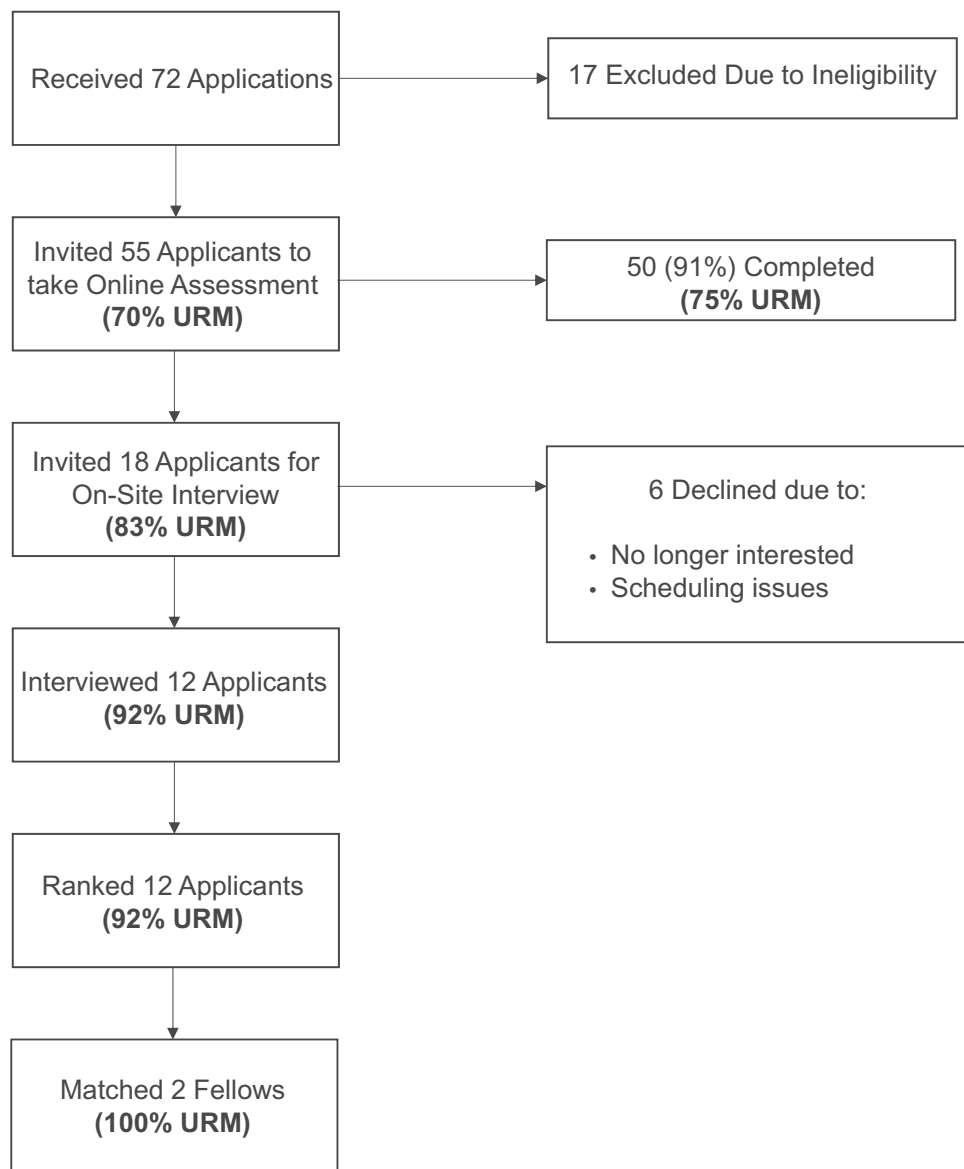 Received 72 Applications
17 Excluded Due to Ineligibility
Invited 55 Applicants to
take Online Assessment
(70% URM)
50 (91%) Completed
(75% URM)
Invited 18 Applicants for
On-Site Interview
(83% URM)
6 Declined due to:
• No longer interested
• Scheduling issues
Interviewed 12 Applicants
(92% URM)
Ranked 12 Applicants
(92% URM)
Matched 2 Fellows
(100% URM)